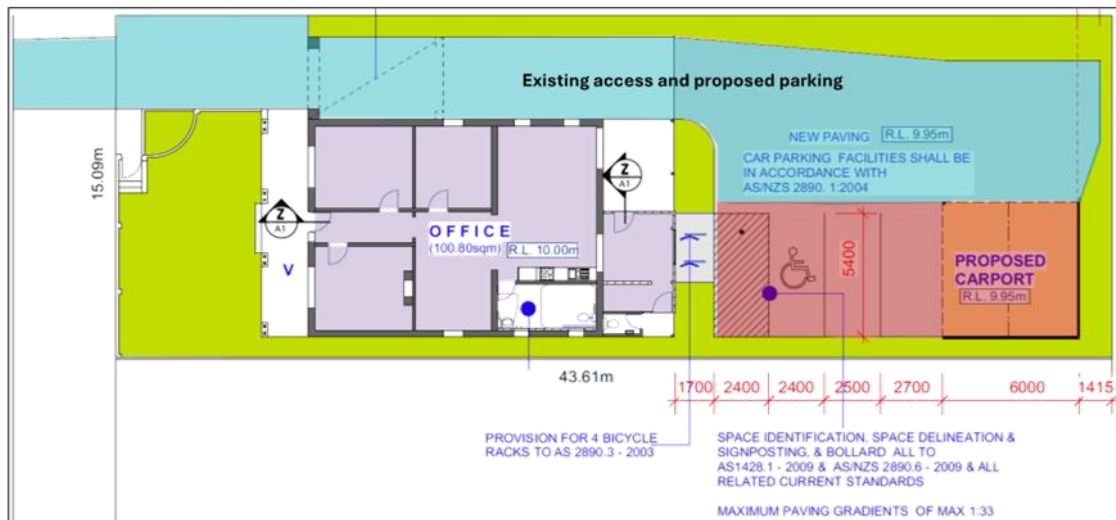 Existing access and proposed parking
15.09m
NEW PAVING R.L. 9.95m
CAR PARKING FACILITIES SHALL BE
IN ACCORDANCE WITH
AS/NZS 2890. 1:2004
Z
A1
Z
A1
OFFICE
(100.80sqm) R.L. 10.00m
V
5400
PROPOSED
CARPORT
R.L. 9.95m
43.61m
1700 2400 2400 2500 2700 6000 1415
PROVISION FOR 4 BICYCLE
RACKS TO AS 2890.3 - 2003
SPACE IDENTIFICATION, SPACE DELINEATION &
SIGNPOSTING, & BOLLARD ALL TO
AS1428.1 - 2009 & AS/NZS 2890.6 - 2009 & ALL
RELATED CURRENT STANDARDS
MAXIMUM PAVING GRADIENTS OF MAX 1:33